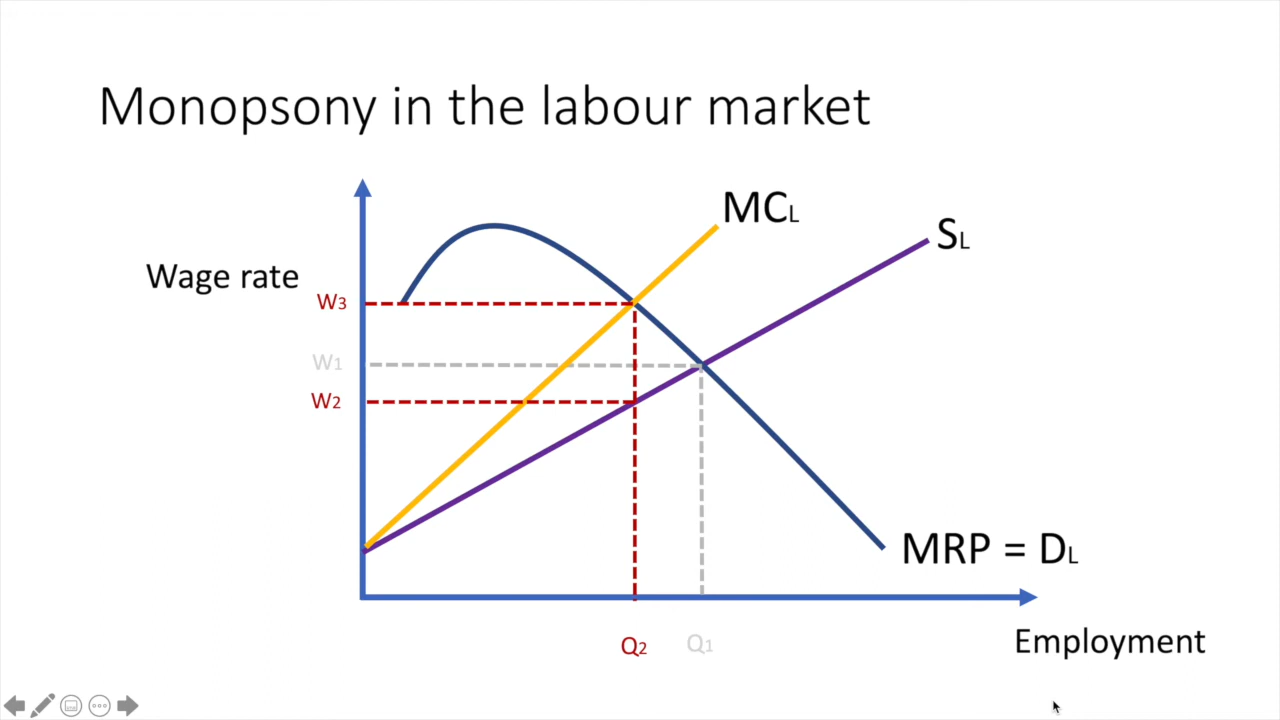 Monopsony in the labour market
MCL
SL
Wage rate
W3
W1
W2
MRP = DL
Q2 Q1
Employment